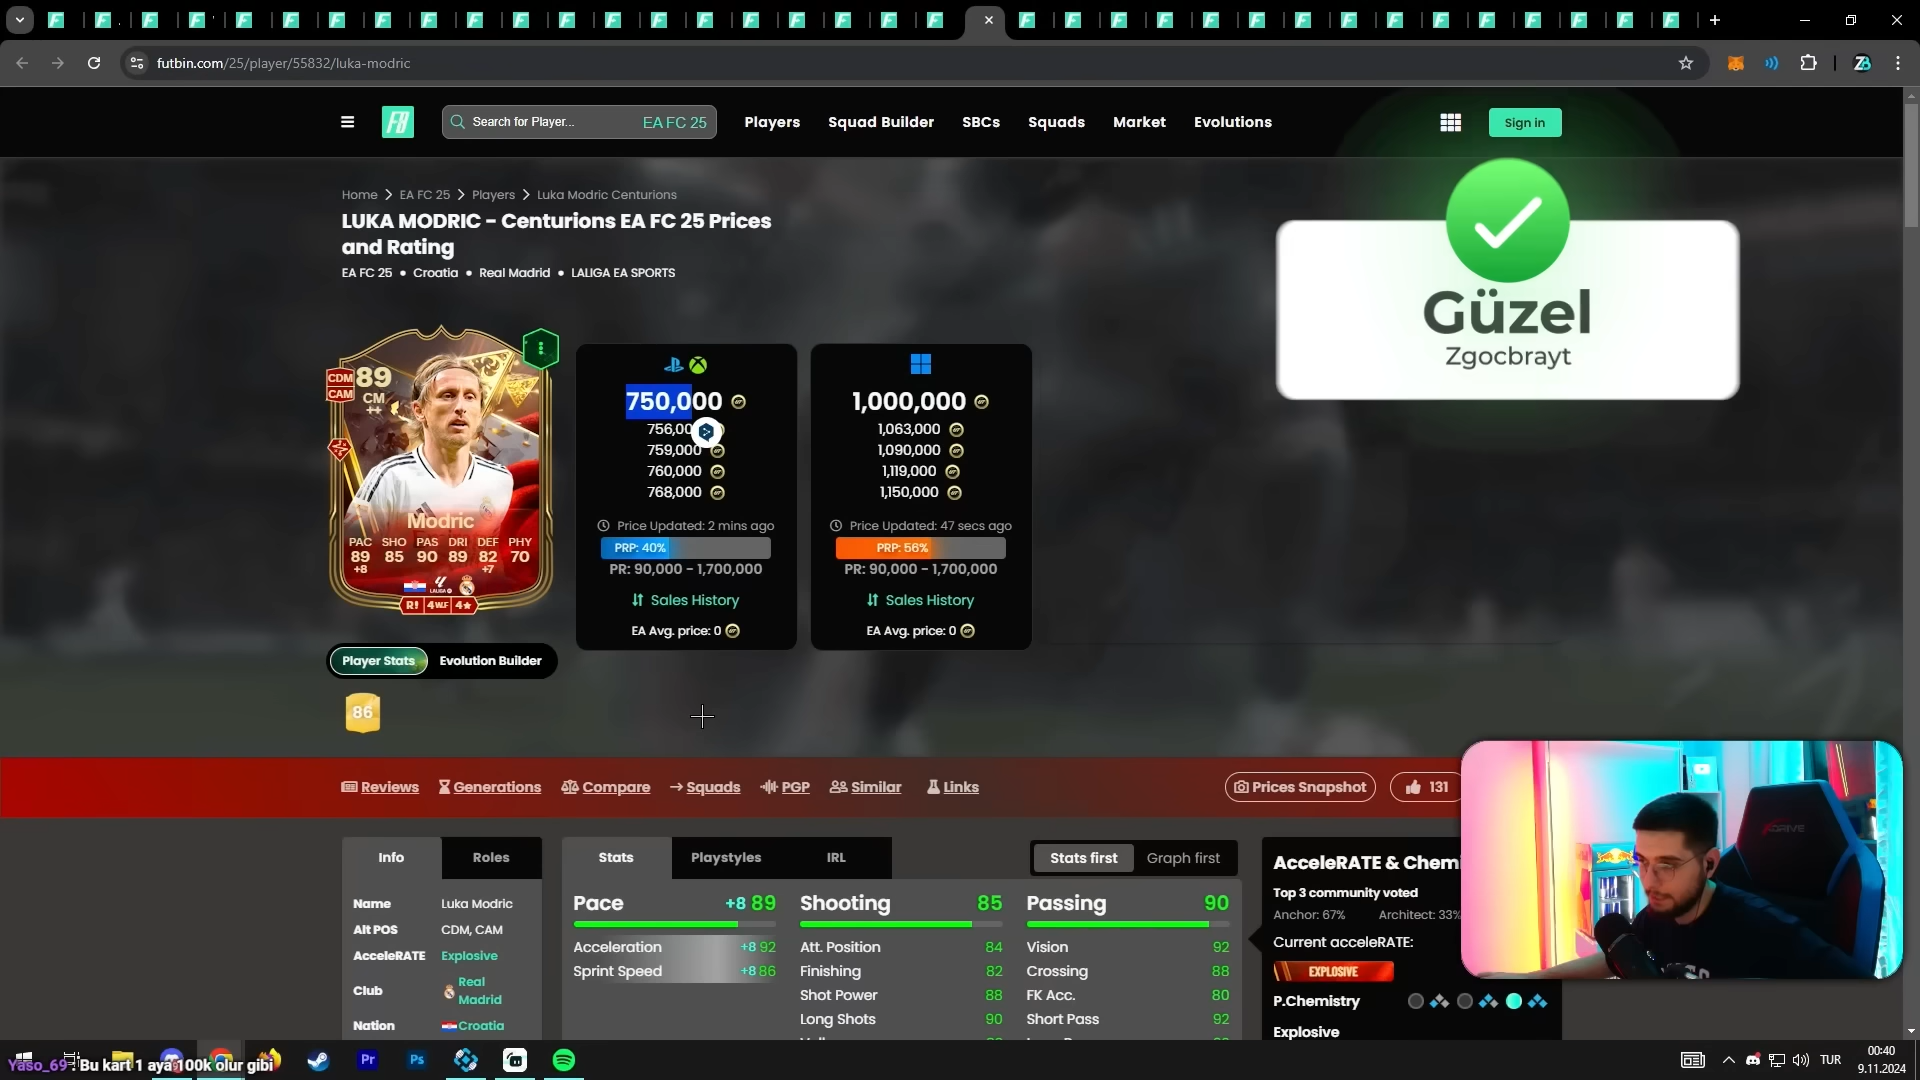 futbin.com/25/player/55832/luka-modric
Search for Player... EA FC 25
Players
Squad Builder
SBCs
Squads
Market
Evolutions
Sign in
Home > EA FC 25 > Players > Luka Modric Centurions
LUKA MODRIC - Centurions EA FC 25 Prices
and Rating
EA FC 25 • Croatia • Real Madrid • LALIGA EA SPORTS
Güzel
Zgocbrayt
CDM
CAM
89
CM
++
Modric
PAC SHO PAS DRI DEF PHY
89 85 90 89 82 70
+8 +7
R! 4W.F 4★
750,000
756,00
759,000
760,000
768,000
Price Updated: 2 mins ago
PRP: 40%
PR: 90,000 - 1,700,000
Sales History
EA Avg. price: 0
1,000,000
1,063,000
1,090,000
1,119,000
1,150,000
Price Updated: 47 secs ago
PRP: 56%
PR: 90,000 - 1,700,000
Sales History
EA Avg. price: 0
Player Stats
Evolution Builder
86
Reviews
Generations
Compare
Squads
PGP
Similar
Links
Prices Snapshot
131
Info
Roles
Name Luka Modric
Alt POS CDM, CAM
AcceleRATE Explosive
Club Real
Madrid
Nation Croatia
Stats
Playstyles
IRL
Stats first
Graph first
Pace +8 89
Acceleration +8 92
Sprint Speed +8 86
Shooting 85
Att. Position 84
Finishing 82
Shot Power 88
Long Shots 90
Passing 90
Vision 92
Crossing 88
FK Acc. 80
Short Pass 92
AcceleRATE & Chemi
Top 3 community voted
Anchor: 67% Architect: 33%
Current acceleRATE:
EXPLOSIVE
P.Chemistry
Explosive
XDRIVE
Yaso_69 : Bu kart 1 aya 100k olur gibi
Pr
Ps
TUR
00:40
9.11.2024